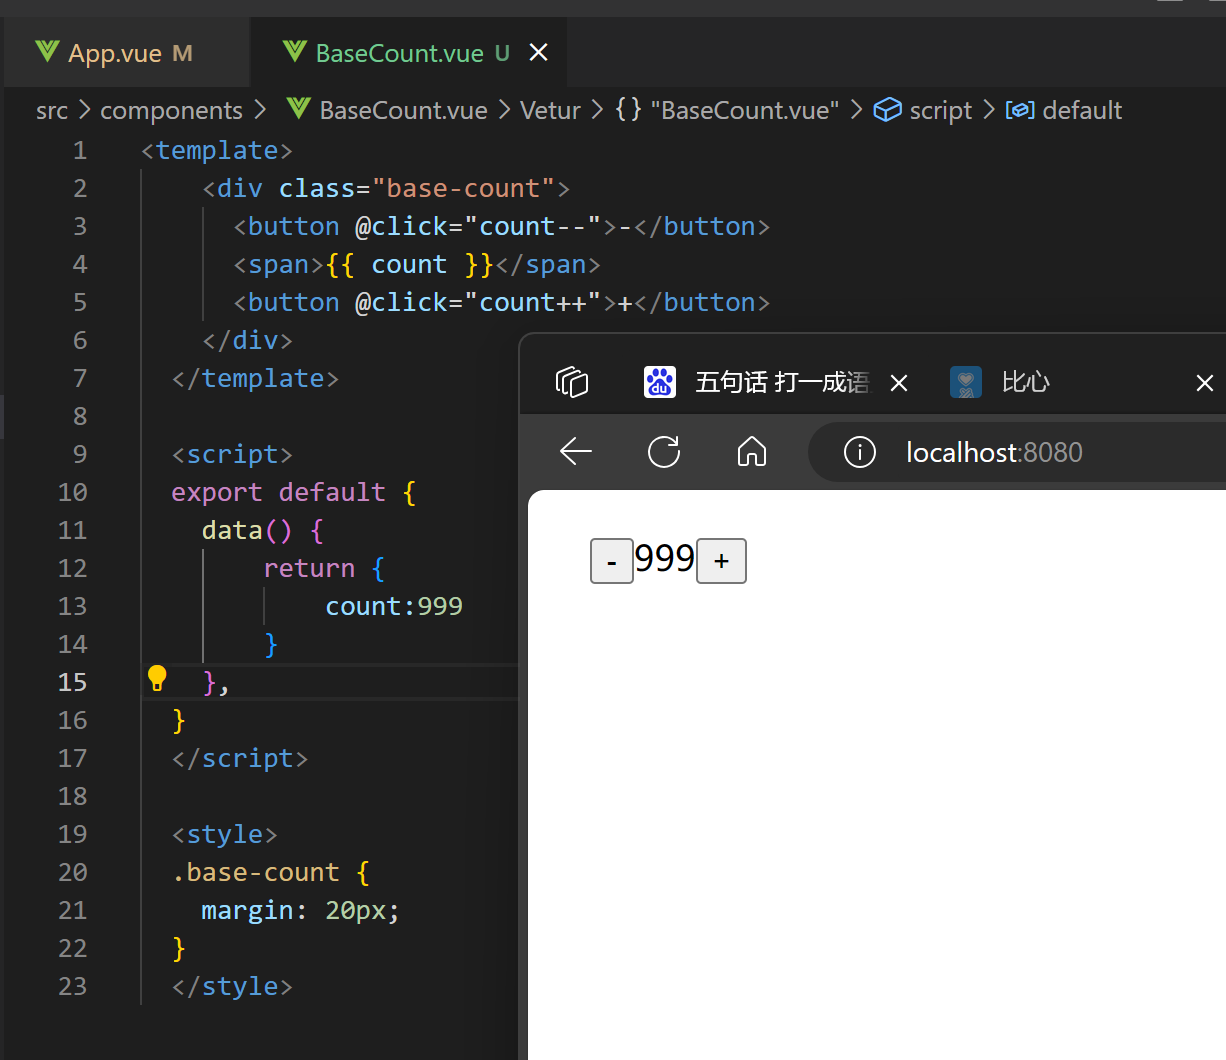 App.vue M BaseCount.vue U
src > components > BaseCount.vue > Vetur > {} "BaseCount.vue" > script > default
1 <template>
2 <div class="base-count">
3 <button @click="count--">-</button>
4 <span>{{ count }}</span>
5 <button @click="count++">+</button>
6 </div>
7 </template>
8
9 <script>
10 export default {
11 data() {
12 return {
13 count:999
14 }
15 },
16 }
17 </script>
18
19 <style>
20 .base-count {
21 margin: 20px;
22 }
23 </style>
du 五句话 打一成语 比心
localhost:8080
- 999 +